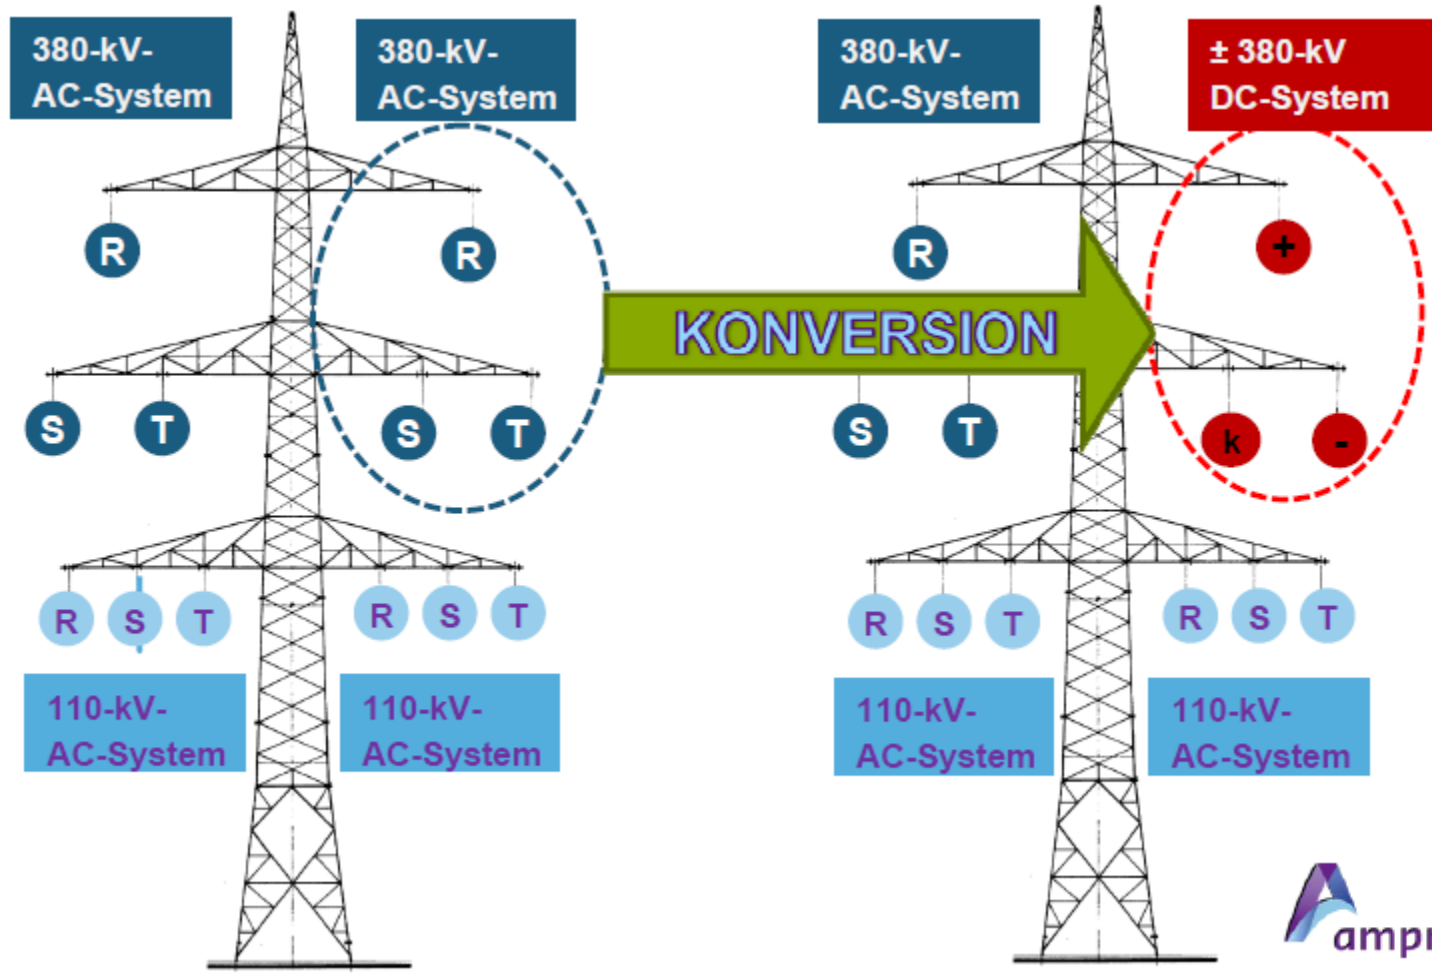 380-kV-
AC-System
380-kV-
AC-System
R
R
S
T
S
T
R
S
T
R
S
T
110-kV-
AC-System
110-kV-
AC-System
KONVERSION
380-kV-
AC-System
± 380-kV
DC-System
R
+
S
T
k
-
R
S
T
R
S
T
110-kV-
AC-System
110-kV-
AC-System
ampr